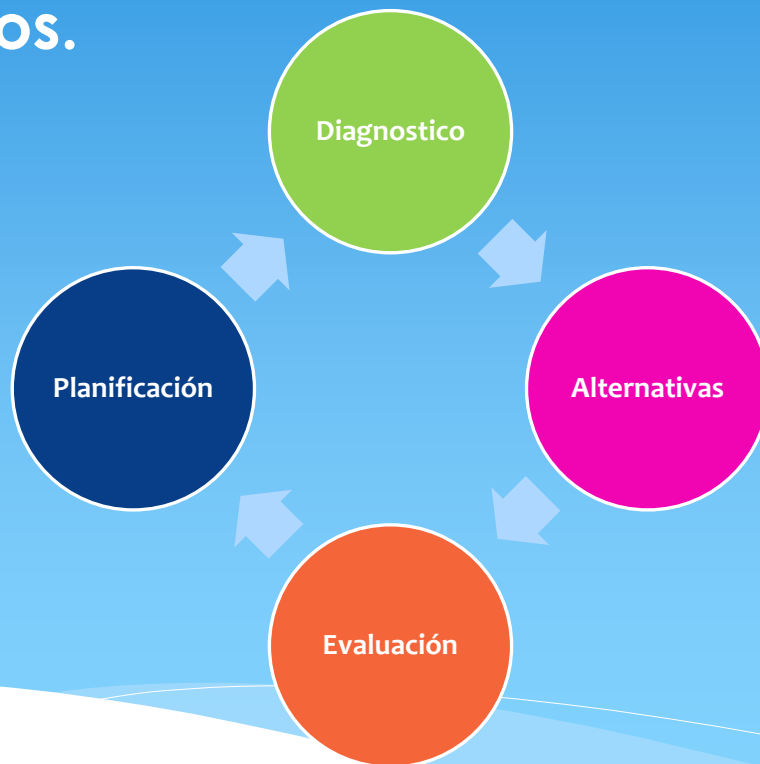 os.
Diagnostico
Planificación
Alternativas
Evaluación